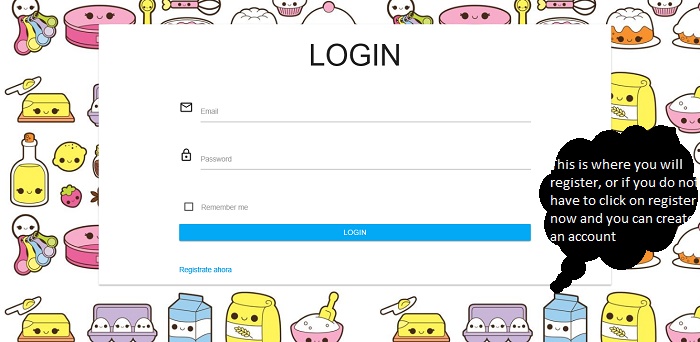 LOGIN
Email
Password
Remember me
LOGIN
Registrate ahora
This is where you will
register, or if you do not
have to click on register
now and you can create
an account